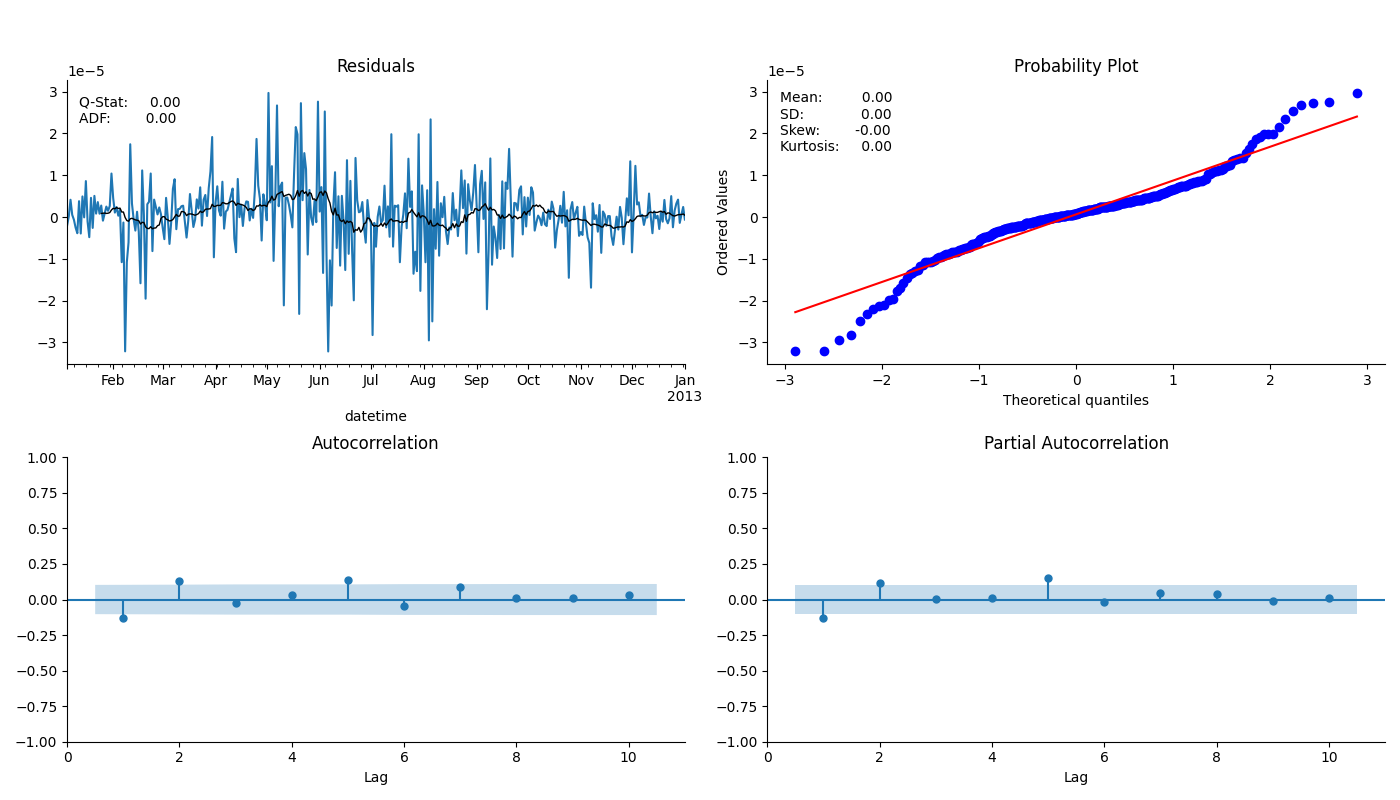 Residuals
1e−5
Q-Stat: 0.00
ADF: 0.00
3
2
1
0
−1
−2
−3
Feb Mar Apr May Jun Jul Aug Sep Oct Nov Dec Jan
2013
datetime
Probability Plot
1e−5
Mean: 0.00
SD: 0.00
Skew: -0.00
Kurtosis: 0.00
Ordered Values
3
2
1
0
−1
−2
−3
−3 −2 −1 0 1 2 3
Theoretical quantiles
Autocorrelation
1.00
0.75
0.50
0.25
0.00
−0.25
−0.50
−0.75
−1.00
0 2 4 6 8 10
Lag
Partial Autocorrelation
1.00
0.75
0.50
0.25
0.00
−0.25
−0.50
−0.75
−1.00
0 2 4 6 8 10
Lag